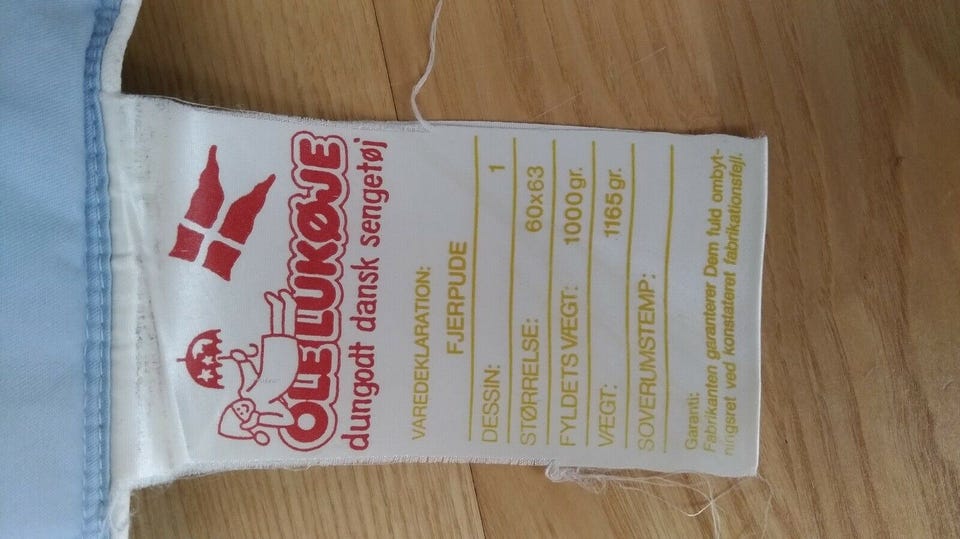 OLE LUKØJE
dungodt dansk sengetøj
VAREDEKLARATION:
FJERPUDE
DESSIN: 1
STØRRELSE: 60x63
FYLDETS VÆGT: 1000 gr.
VÆGT: 1165 gr.
SOVERUMSTEMP:
Garanti:
Fabrikanten garanterer Dem fuld ombyt-
ningsret ved konstateret fabrikationsfejl.